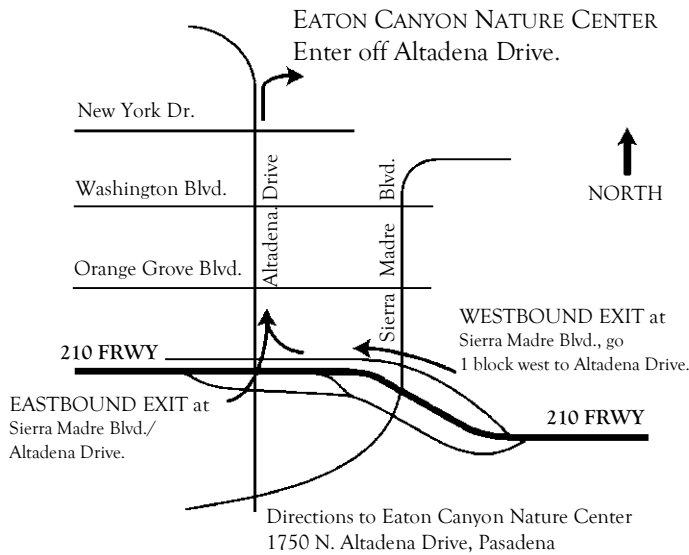 EATON CANYON NATURE CENTER
Enter off Altadena Drive.
New York Dr.
NORTH
Washington Blvd.
Altadena. Drive
Sierra Madre Blvd.
Orange Grove Blvd.
WESTBOUND EXIT at
Sierra Madre Blvd., go
1 block west to Altadena Drive.
210 FRWY
EASTBOUND EXIT at
Sierra Madre Blvd./
Altadena Drive.
210 FRWY
Directions to Eaton Canyon Nature Center
1750 N. Altadena Drive, Pasadena